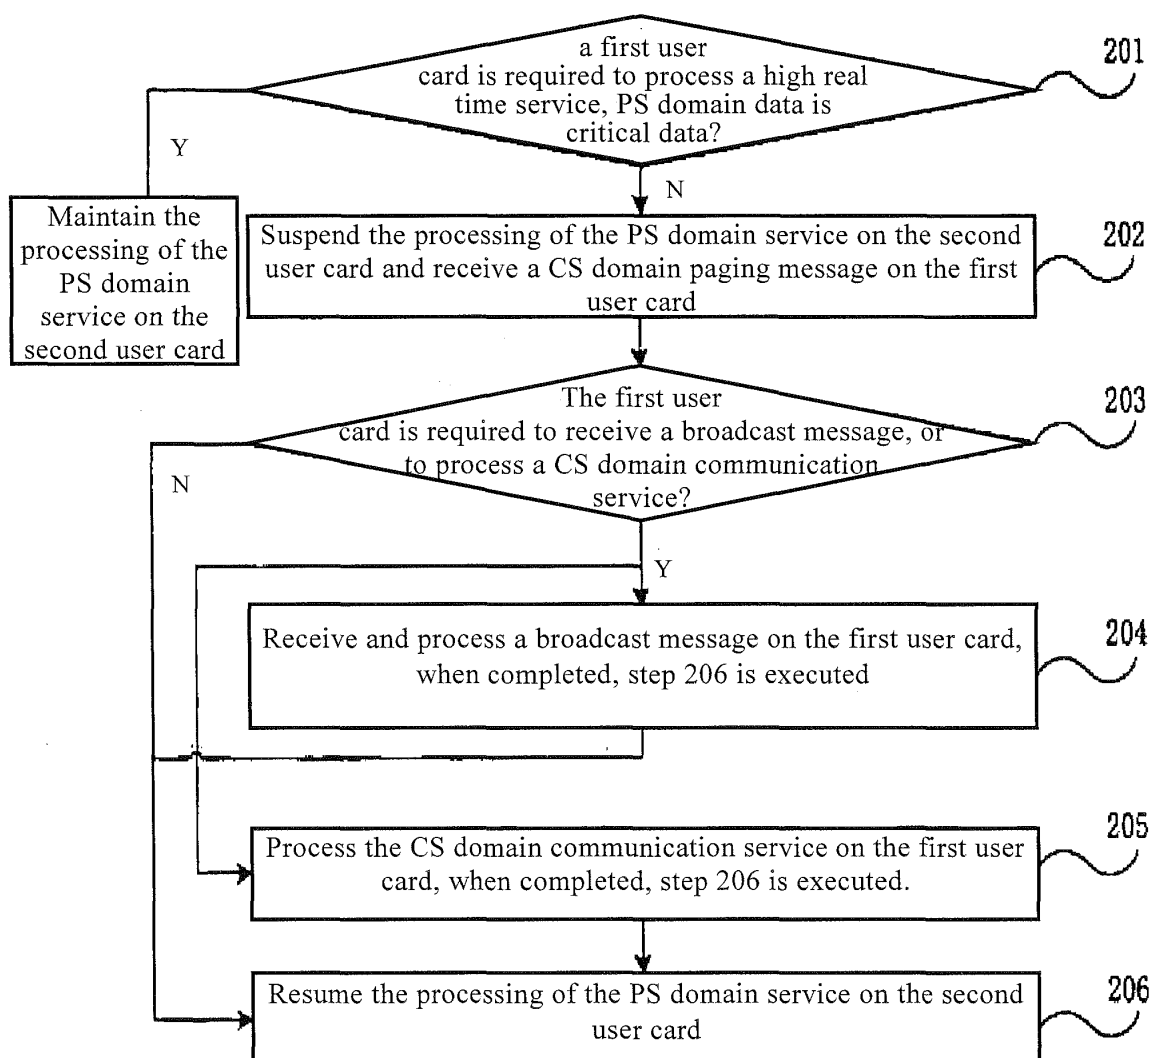 a first user
card is required to process a high real
time service, PS domain data is
critical data?
201
Y
N
Maintain the
processing of the
PS domain
service on the
second user card
Suspend the processing of the PS domain service on the second
user card and receive a CS domain paging message on the first
user card
202
The first user
card is required to receive a broadcast message, or
to process a CS domain communication
service?
203
N
Y
Receive and process a broadcast message on the first user card,
when completed, step 206 is executed
204
Process the CS domain communication service on the first user
card, when completed, step 206 is executed.
205
Resume the processing of the PS domain service on the second
user card
206